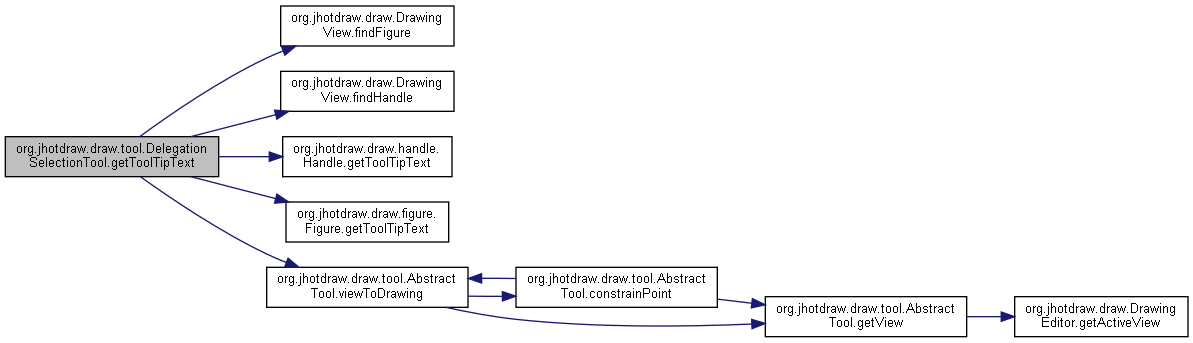 org.jhotdraw.draw.Drawing
View.findFigure
org.jhotdraw.draw.Drawing
View.findHandle
org.jhotdraw.draw.tool.Delegation
SelectionTool.getToolTipText
org.jhotdraw.draw.handle.
Handle.getToolTipText
org.jhotdraw.draw.figure.
Figure.getToolTipText
org.jhotdraw.draw.tool.Abstract
Tool.viewToDrawing
org.jhotdraw.draw.tool.Abstract
Tool.constrainPoint
org.jhotdraw.draw.tool.Abstract
Tool.getView
org.jhotdraw.draw.Drawing
Editor.getActiveView